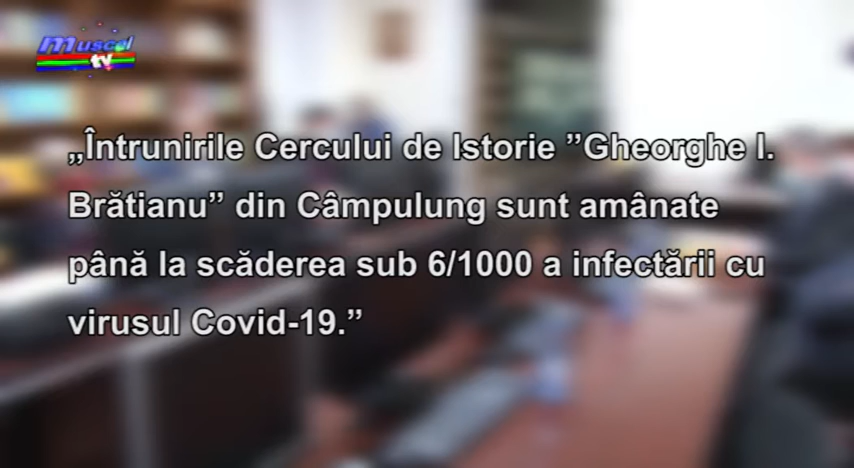 Muscel
tv
„Întrunirile Cercului de Istorie ”Gheorghe I.
Brătianu” din Câmpulung sunt amânate
până la scăderea sub 6/1000 a infectării cu
virusul Covid-19.”